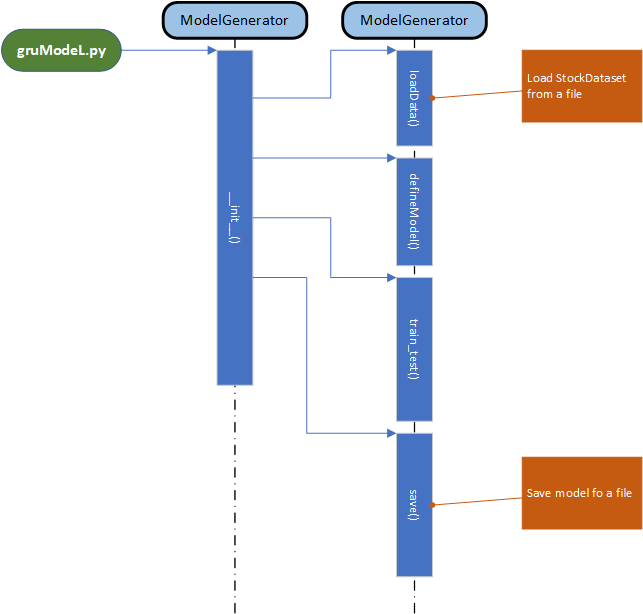 ModelGenerator
ModelGenerator
gruModeL.py
loadData()
Load StockDataset
from a file
defineModel()
__init__()
train_test()
save()
Save model fo a file